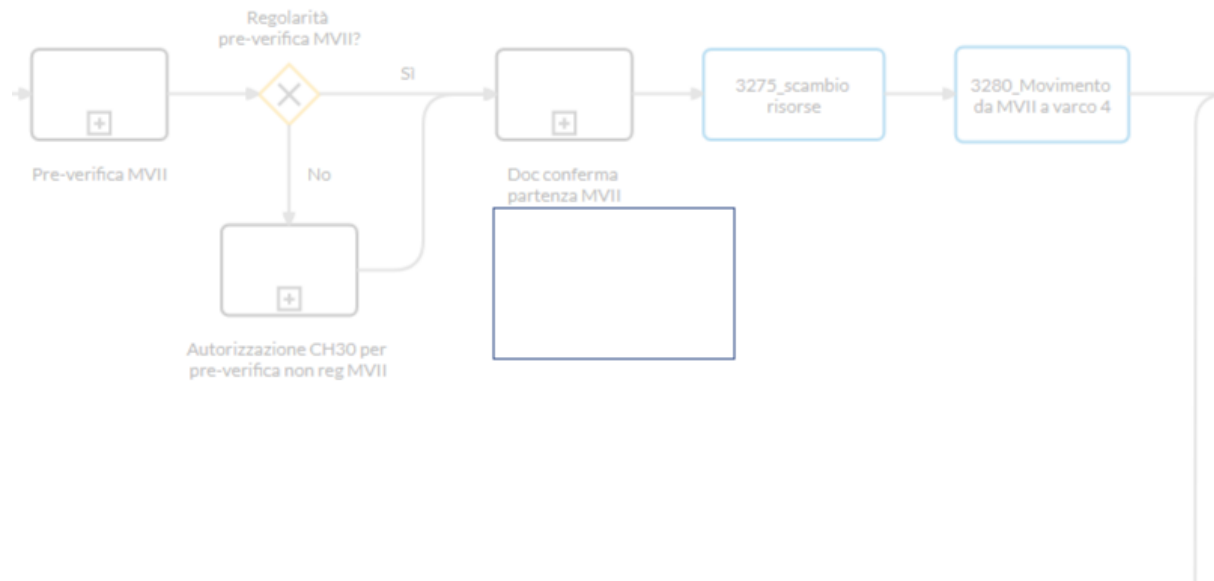 Regolarità
pre-verifica MVII?
SI
3275_scambio
risorse
3280_Movimento
da MVII a varco 4
Pre-verifica MVII
No
Doc conferma
partenza MVII
Autorizzazione CH30 per
pre-verifica non reg MVII